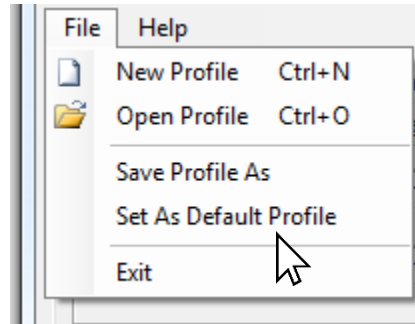 File Help
New Profile Ctrl+N
Open Profile Ctrl+O
Save Profile As
Set As Default Profile
Exit